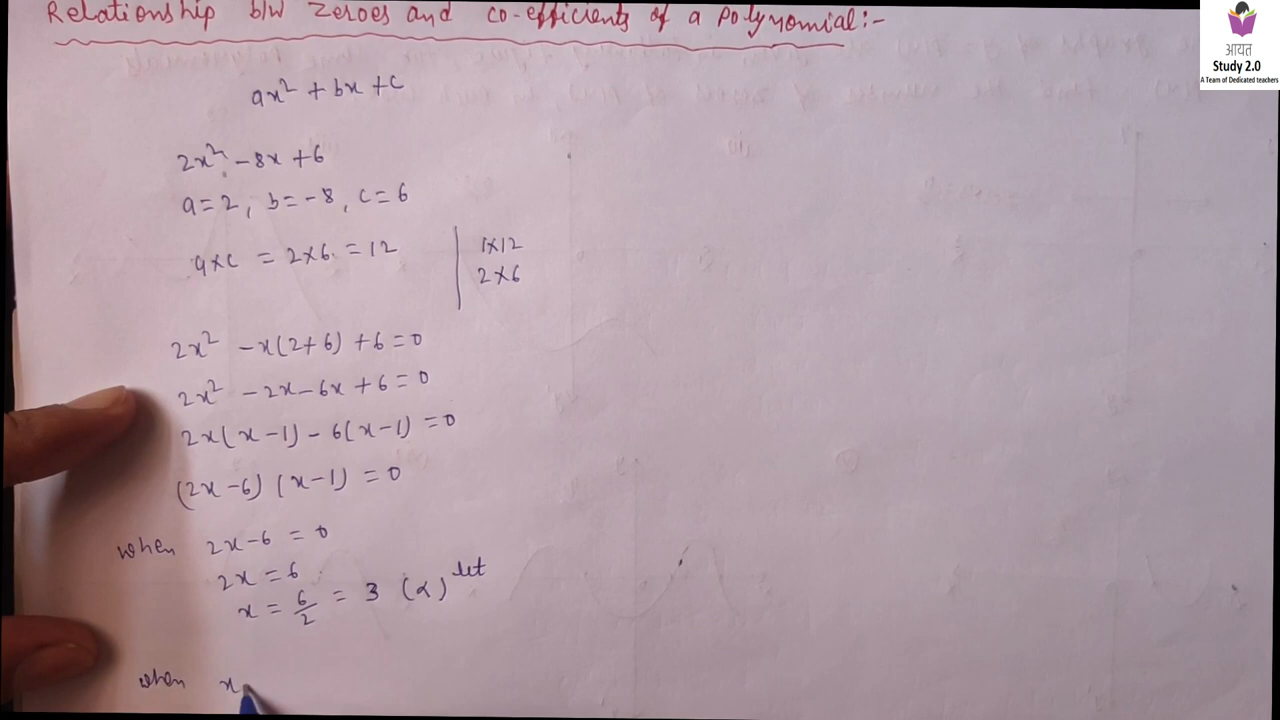 Relationship b/w zeroes and co-efficients of a polynomial:-
आयत
Study 2.0
A Team of Dedicated teachers
ax² + bx + c
2x² - 8x + 6
a = 2, b = -8, c = 6
a×c = 2×6 = 12
1×12
2×6
2x² - x(2+6) + 6 = 0
2x² - 2x - 6x + 6 = 0
2x(x-1) - 6(x-1) = 0
(2x-6) (x-1) = 0
when 2x-6 = 0
2x = 6
x = 6/2 = 3 (α) let
when x